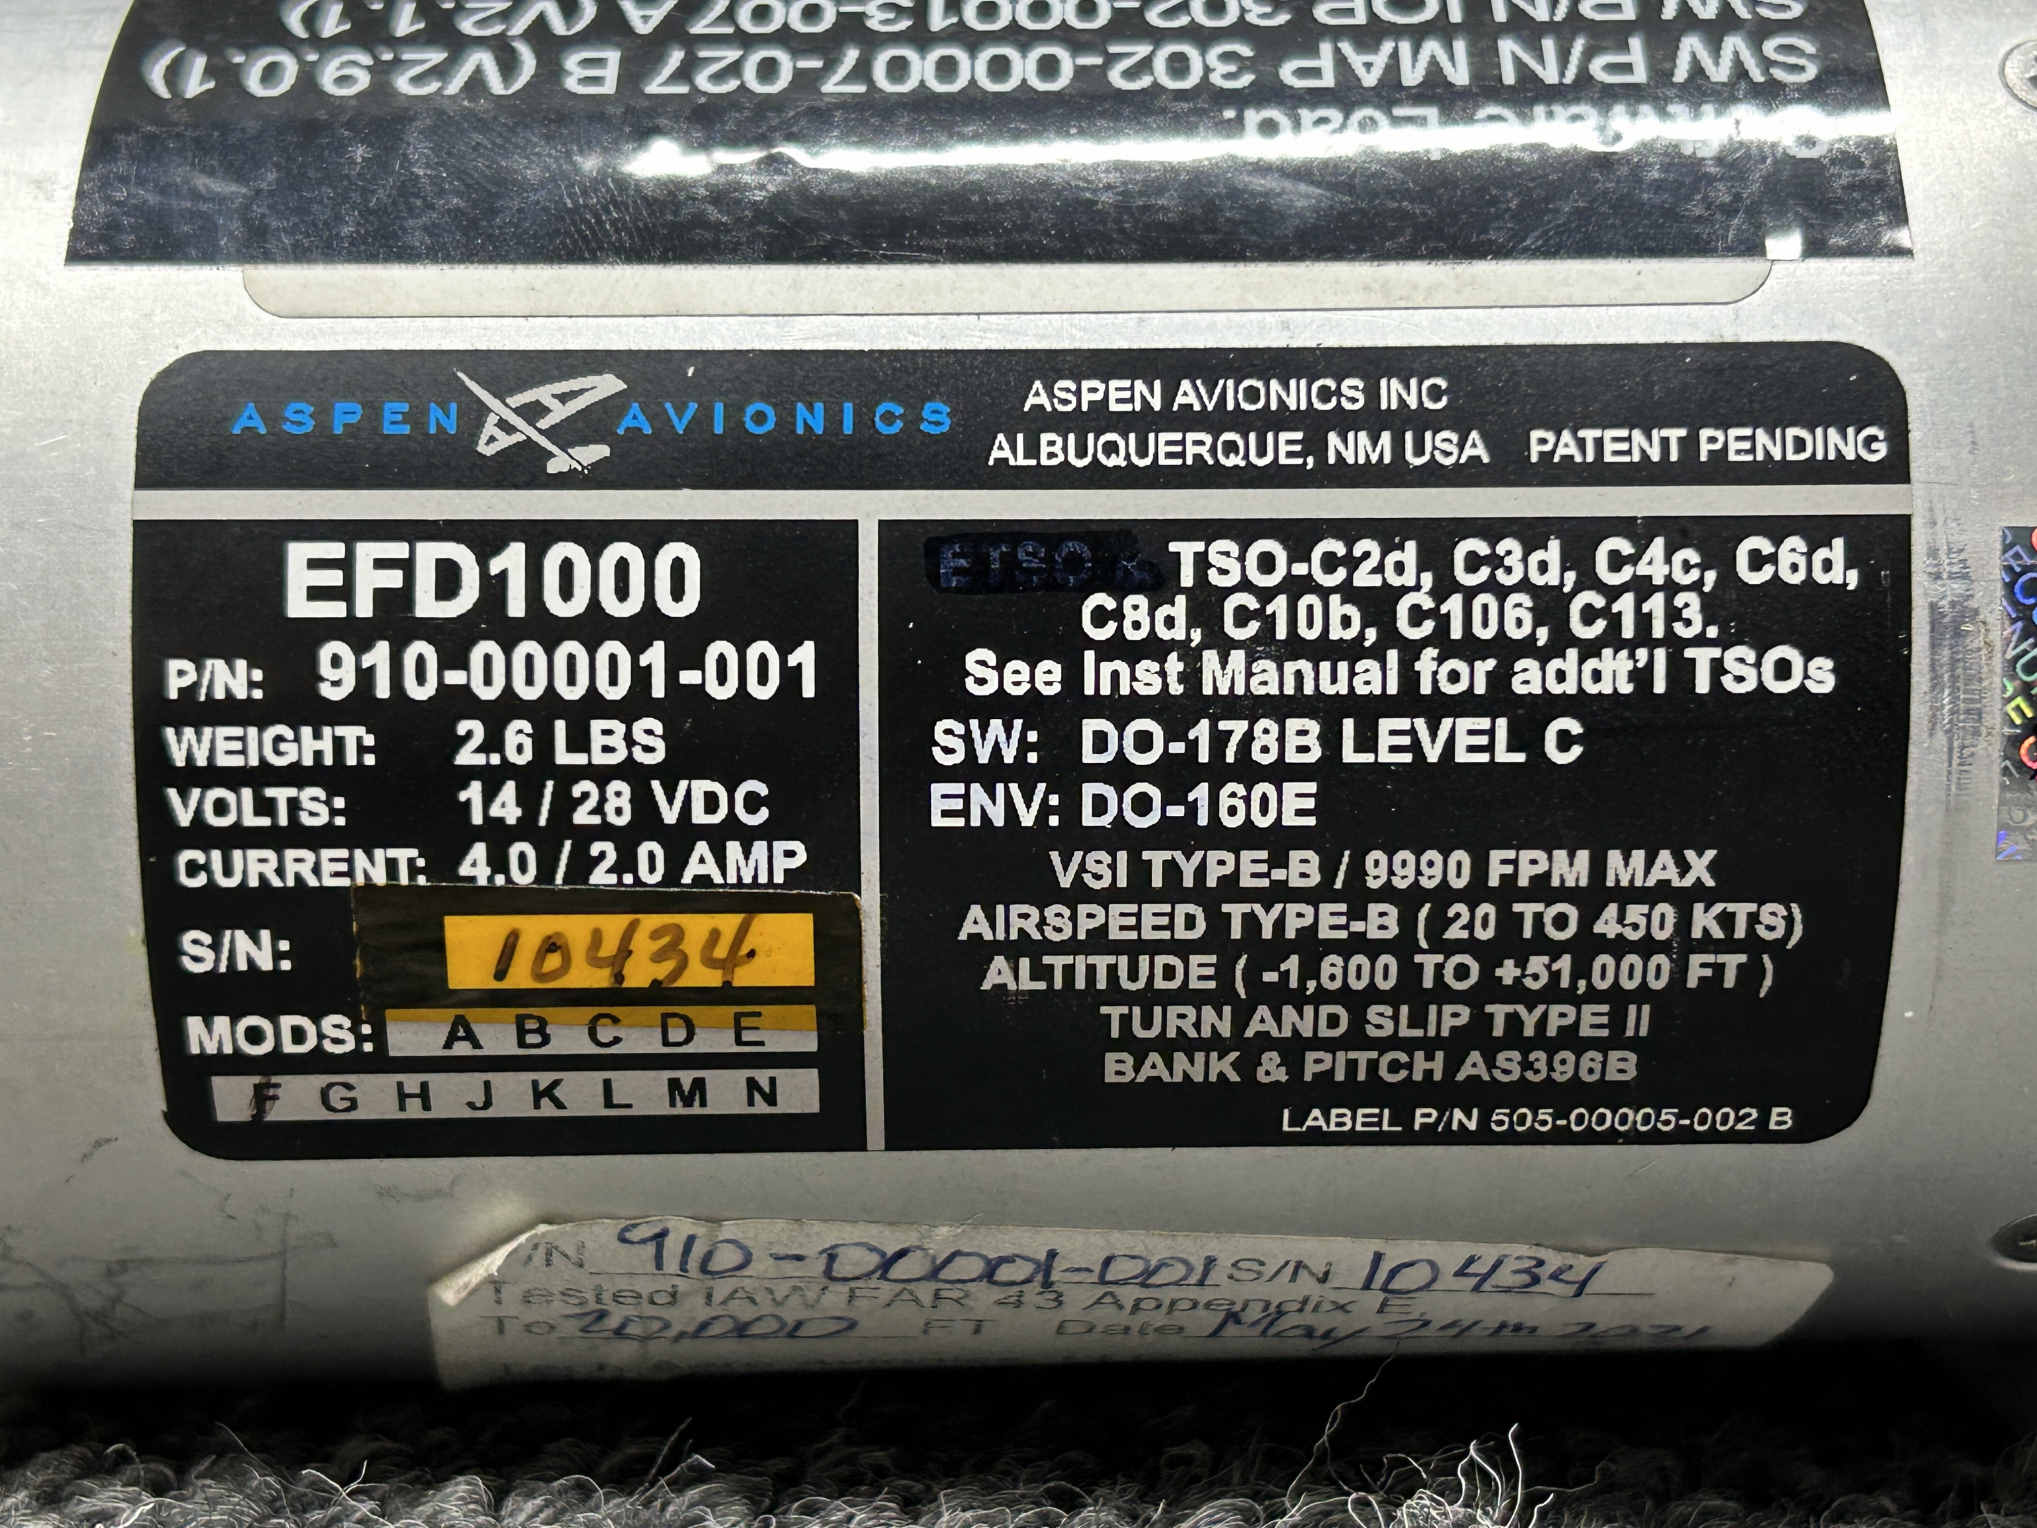 SW P/N IOP 302-00013-007 A (V2.1.1)
SW P/N MAP 302-00007-027 B (V2.9.0.1)
Software Load.
ASPEN AVIONICS
ASPEN AVIONICS INC
ALBUQUERQUE, NM USA PATENT PENDING
EFD1000
P/N: 910-00001-001
WEIGHT: 2.6 LBS
VOLTS: 14 / 28 VDC
CURRENT: 4.0 / 2.0 AMP
S/N: 10434
MODS: A B C D E
F G H J K L M N
ETSO & TSO-C2d, C3d, C4c, C6d,
C8d, C10b, C106, C113.
See Inst Manual for addt'l TSOs
SW: DO-178B LEVEL C
ENV: DO-160E
VSI TYPE-B / 9990 FPM MAX
AIRSPEED TYPE-B ( 20 TO 450 KTS)
ALTITUDE ( -1,600 TO +51,000 FT )
TURN AND SLIP TYPE II
BANK & PITCH AS396B
LABEL P/N 505-00005-002 B
/N 910-00001-001 S/N 10434
Tested IAW FAR 43 Appendix E,
To 20,000 FT Date May 24th 2021